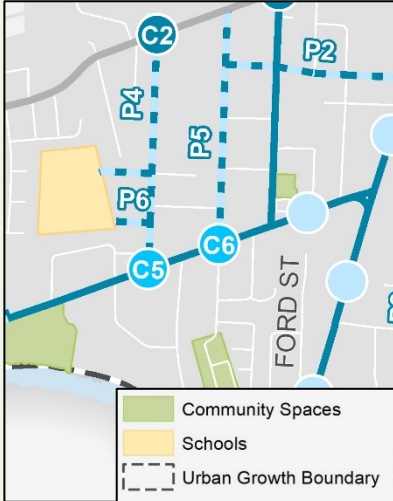 C2
P2
P4
P5
P6
C6
C5
FORD ST
Community Spaces
Schools
Urban Growth Boundary